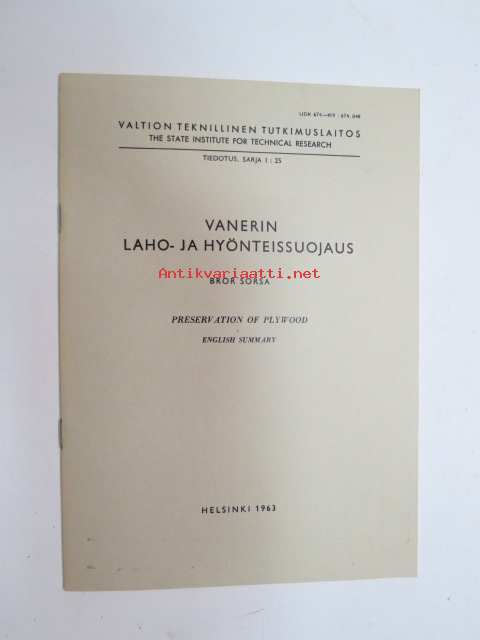 UDK 674—419 : 674.048
VALTION TEKNILLINEN TUTKIMUSLAITOS
THE STATE INSTITUTE FOR TECHNICAL RESEARCH
TIEDOTUS, SARJA I : 25
VANERIN
LAHO- JA HYÖNTEISSUOJAUS
Antikvariaatti.net
BROR SORSA
PRESERVATION OF PLYWOOD
ENGLISH SUMMARY
HELSINKI 1963